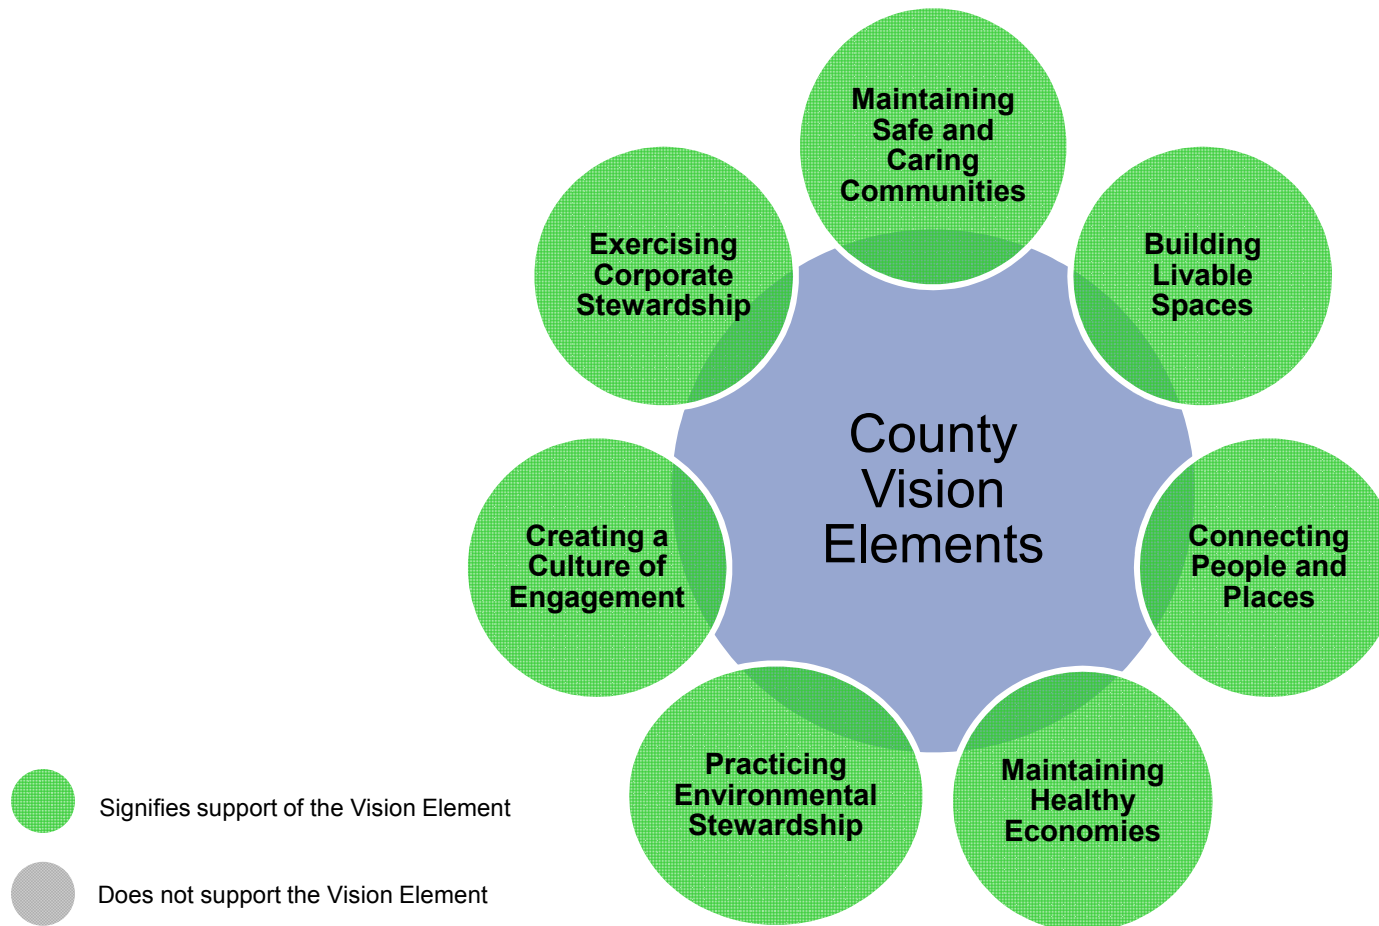 Maintaining
Safe and
Caring
Communities
Building
Livable
Spaces
Connecting
People and
Places
Maintaining
Healthy
Economies
Practicing
Environmental
Stewardship
Creating a
Culture of
Engagement
Exercising
Corporate
Stewardship
County
Vision
Elements
Signifies support of the Vision Element
Does not support the Vision Element